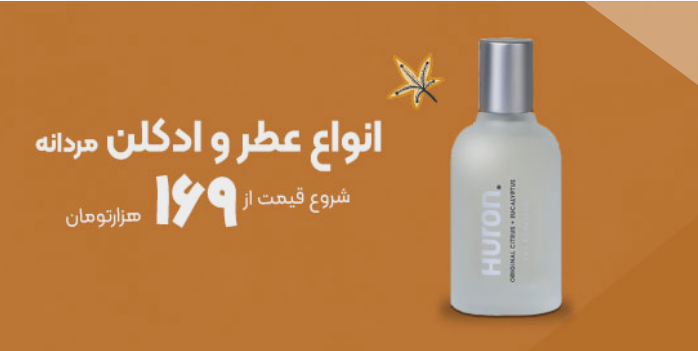 انواع عطر و ادکلن مردانه
شروع قیمت از ۱۶۹ هزارتومان
Huron.
ORIGINAL CITRUS + EUCALYPTUS